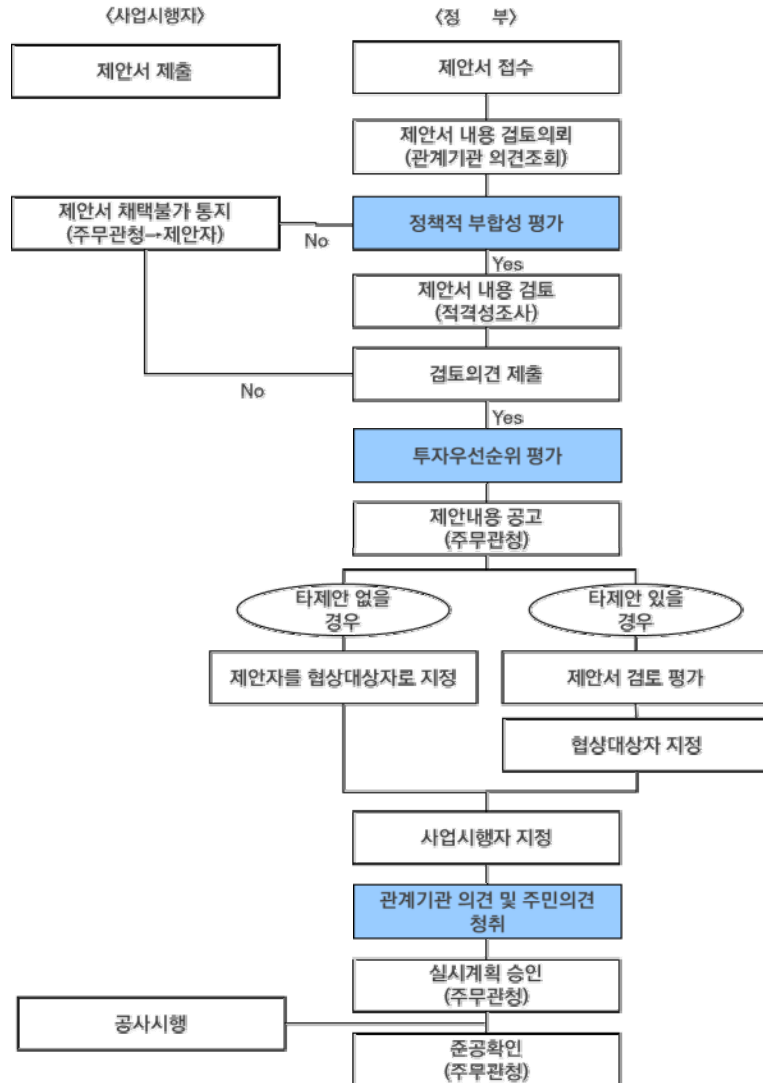 〈사업시행자〉
〈정 부〉
제안서 제출
제안서 접수
제안서 내용 검토의뢰
(관계기관 의견조회)
제안서 채택불가 통지
(주무관청→제안자)
No
정책적 부합성 평가
Yes
제안서 내용 검토
(적격성조사)
검토의견 제출
No
Yes
투자우선순위 평가
제안내용 공고
(주무관청)
타제안 없을
경우
타제안 있을
경우
제안자를 협상대상자로 지정
제안서 검토 평가
협상대상자 지정
사업시행자 지정
관계기관 의견 및 주민의견
청취
실시계획 승인
(주무관청)
공사시행
준공확인
(주무관청)